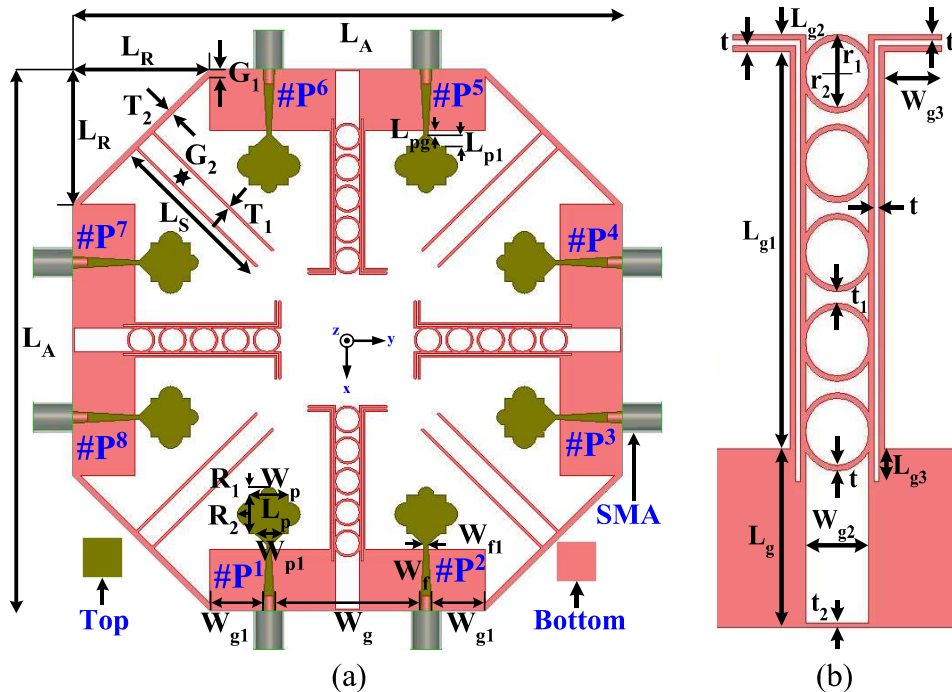 L_R
L_A
G_1
#P^6
#P^5
T_2
L_pg
L_p1
L_R
G_2
L_S
T_1
#P^7
#P^4
L_A
z
y
x
#P^8
#P^3
R_1
W_p
R_2
L_p
SMA
W_p1
W_f1
#P^1
W_f
#P^2
Top
Bottom
W_g1
W_g
W_g1
(a)
L_g2
t
t
r_1
r_2
W_g3
L_g1
t
t_1
t
L_g3
W_g2
L_g
t_2
(b)